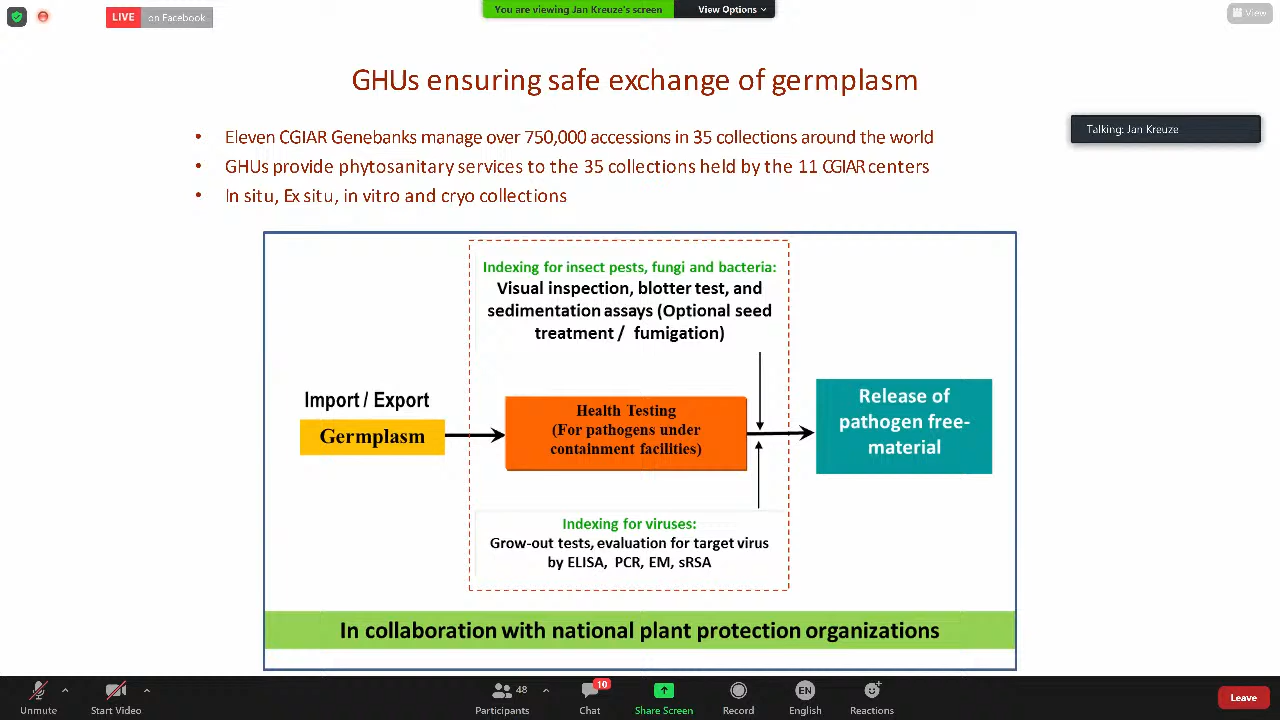 LIVE on Facebook
You are viewing Jan Kreuze's screen View Options
View
GHUs ensuring safe exchange of germplasm
Talking: Jan Kreuze
• Eleven CGIAR Genebanks manage over 750,000 accessions in 35 collections around the world
• GHUs provide phytosanitary services to the 35 collections held by the 11 CGIAR centers
• In situ, Ex situ, in vitro and cryo collections
Indexing for insect pests, fungi and bacteria:
Visual inspection, blotter test, and
sedimentation assays (Optional seed
treatment / fumigation)
Import / Export
Germplasm
Health Testing
(For pathogens under
containment facilities)
Release of
pathogen free-
material
Indexing for viruses:
Grow-out tests, evaluation for target virus
by ELISA, PCR, EM, sRSA
In collaboration with national plant protection organizations
Unmute
Start Video
48
Participants
10
Chat
Share Screen
Record
EN
English
Reactions
Leave